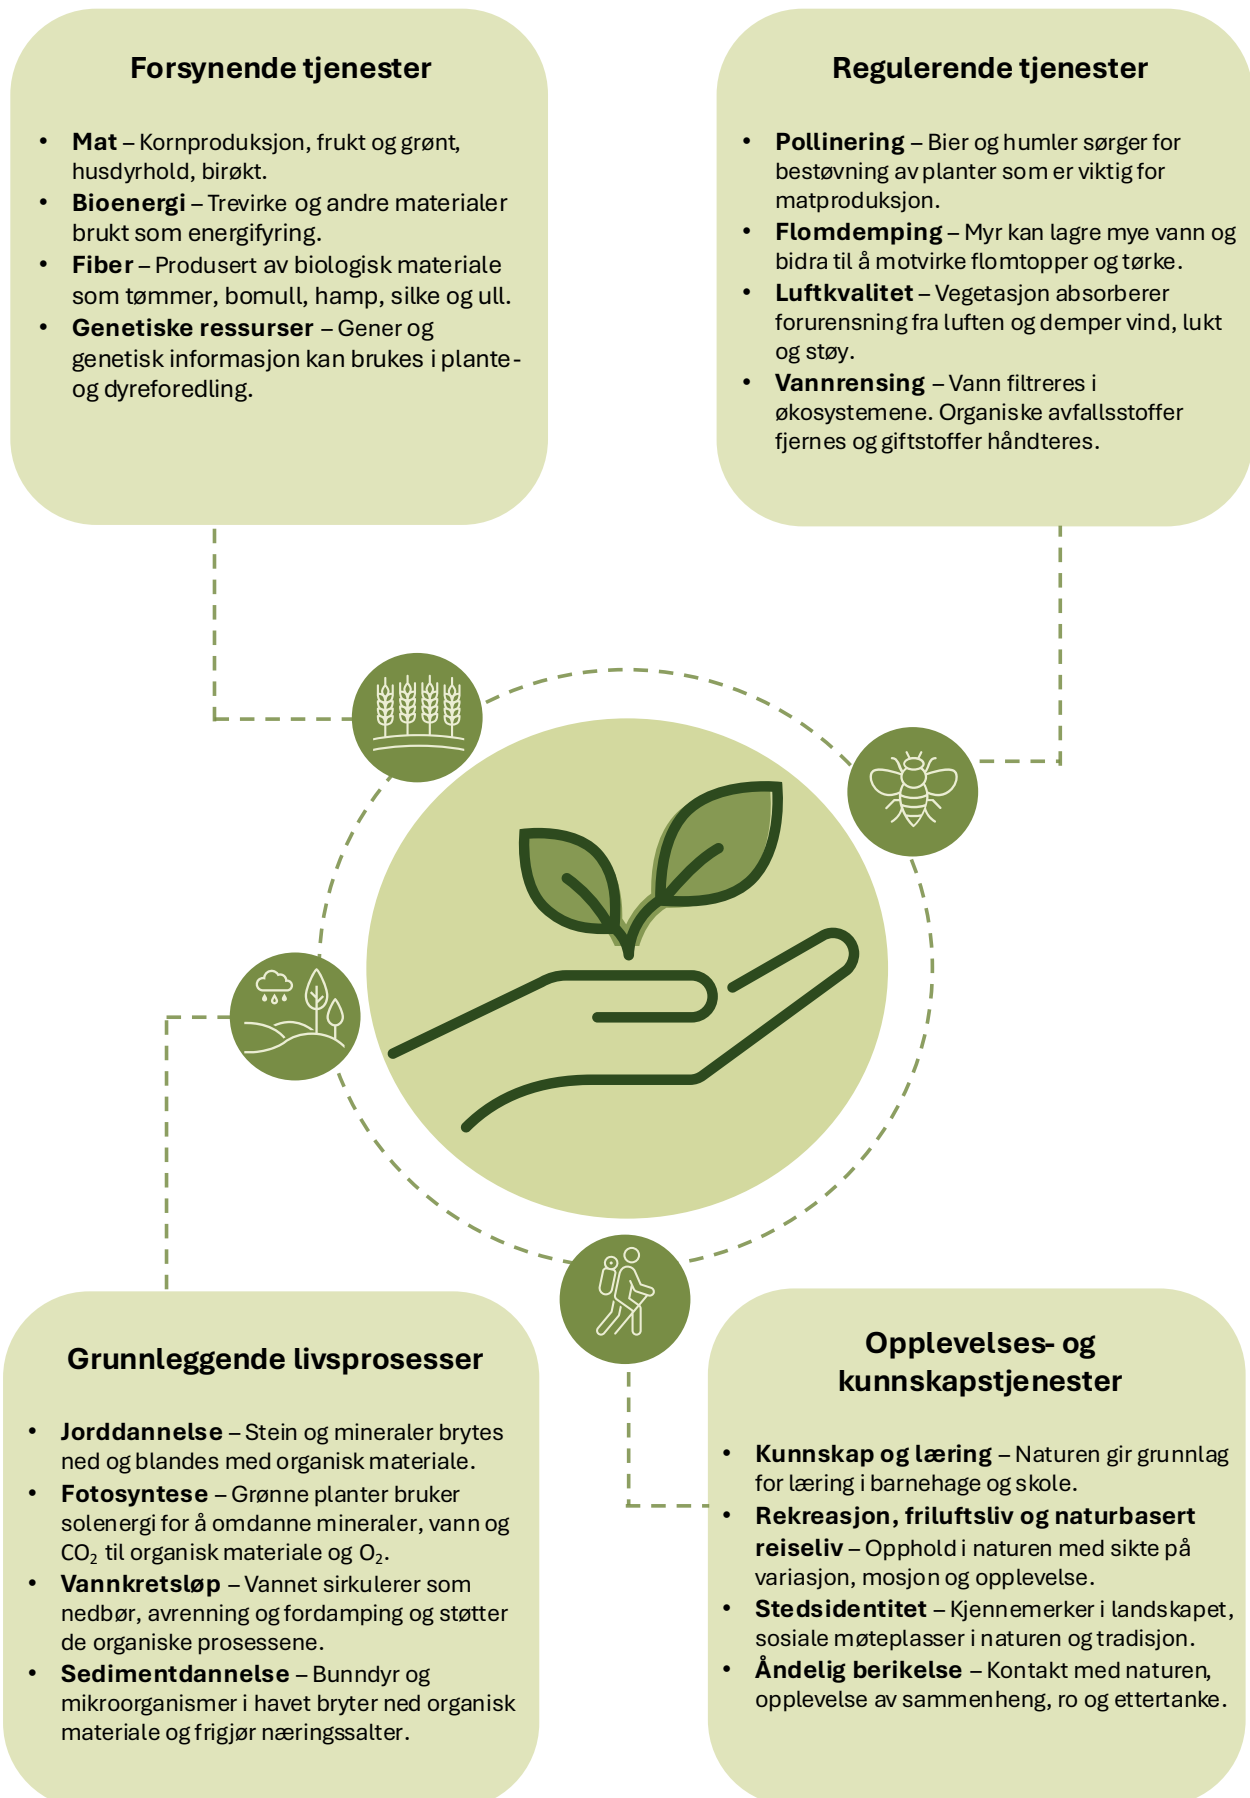 Forsynende tjenester
• Mat – Kornproduksjon, frukt og grønt,
husdyrhold, birøkt.
• Bioenergi – Trevirke og andre materialer
brukt som energifyring.
• Fiber – Produsert av biologisk materiale
som tømmer, bomull, hamp, silke og ull.
• Genetiske ressurser – Gener og
genetisk informasjon kan brukes i plante-
og dyreforedling.
Regulerende tjenester
• Pollinering – Bier og humler sørger for
bestøvning av planter som er viktig for
matproduksjon.
• Flomdemping – Myr kan lagre mye vann og
bidra til å motvirke flomtopper og tørke.
• Luftkvalitet – Vegetasjon absorberer
forurensning fra luften og demper vind, lukt
og støy.
• Vannrensing – Vann filtreres i
økosystemene. Organiske avfallsstoffer
fjernes og giftstoffer håndteres.
Grunnleggende livsprosesser
• Jorddannelse – Stein og mineraler brytes
ned og blandes med organisk materiale.
• Fotosyntese – Grønne planter bruker
solenergi for å omdanne mineraler, vann og
CO₂ til organisk materiale og O₂.
• Vannkretsløp – Vannet sirkulerer som
nedbør, avrenning og fordamping og støtter
de organiske prosessene.
• Sedimentdannelse – Bunndyr og
mikroorganismer i havet bryter ned organisk
materiale og frigjør næringssalter.
Opplevelses- og
kunnskapstjenester
• Kunnskap og læring – Naturen gir grunnlag
for læring i barnehage og skole.
• Rekreasjon, friluftsliv og naturbasert
reiseliv – Opphold i naturen med sikte på
variasjon, mosjon og opplevelse.
• Stedsidentitet – Kjennemerker i landskapet,
sosiale møteplasser i naturen og tradisjon.
• Åndelig berikelse – Kontakt med naturen,
opplevelse av sammenheng, ro og ettertanke.